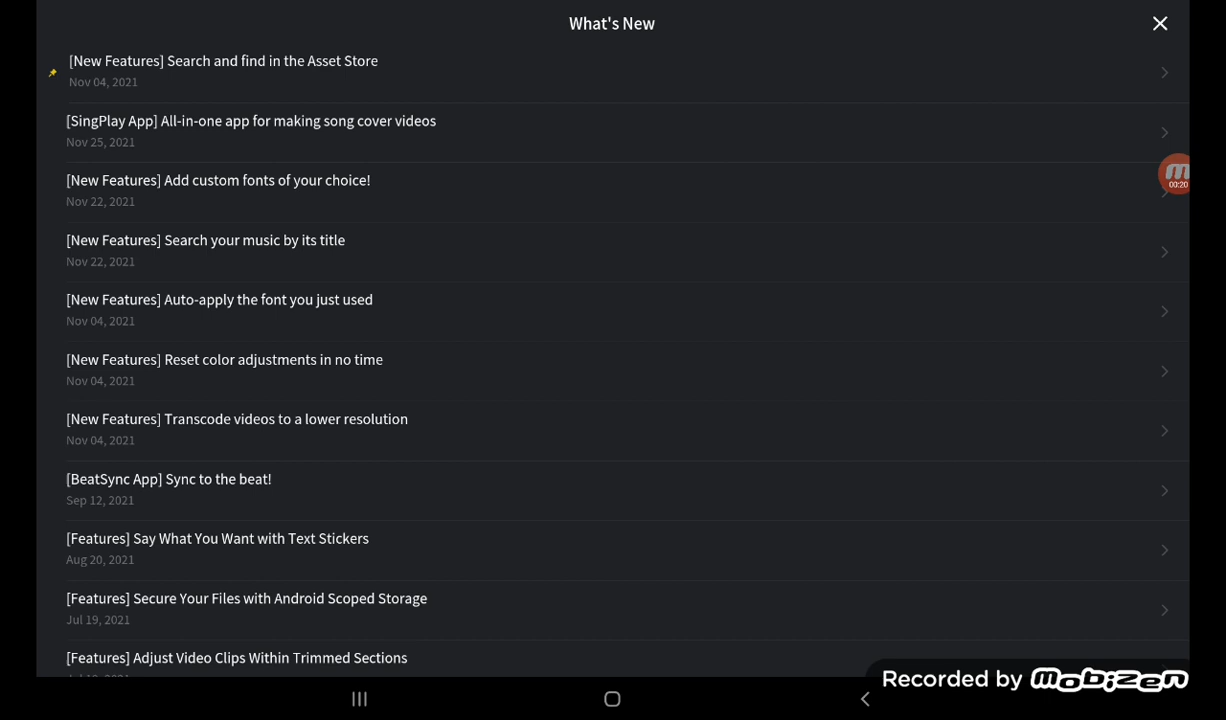 What's New
[New Features] Search and find in the Asset Store
Nov 04, 2021
[SingPlay App] All-in-one app for making song cover videos
Nov 25, 2021
[New Features] Add custom fonts of your choice!
Nov 22, 2021
00:20
[New Features] Search your music by its title
Nov 22, 2021
[New Features] Auto-apply the font you just used
Nov 04, 2021
[New Features] Reset color adjustments in no time
Nov 04, 2021
[New Features] Transcode videos to a lower resolution
Nov 04, 2021
[BeatSync App] Sync to the beat!
Sep 12, 2021
[Features] Say What You Want with Text Stickers
Aug 20, 2021
[Features] Secure Your Files with Android Scoped Storage
Jul 19, 2021
[Features] Adjust Video Clips Within Trimmed Sections
Recorded by mobizen